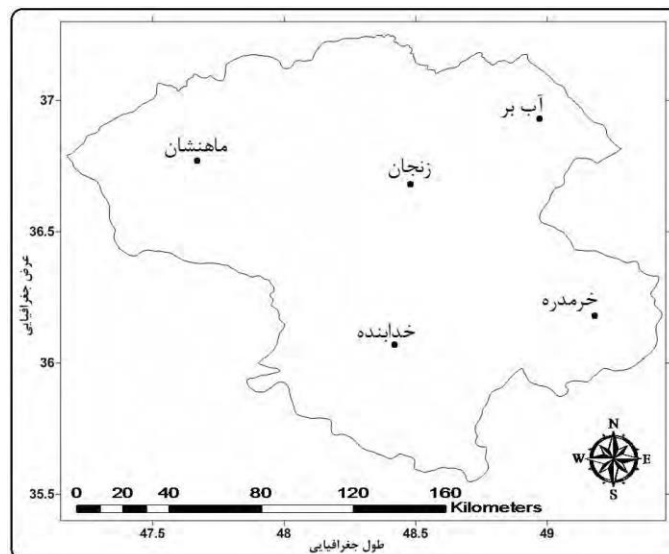 37
36.5
36
35.5
عرض جغرافیایی
آب بر
ماهنشان
زنجان
خرمدره
خدابنده
N
W E
S
0 20 40 80 120 160
Kilometers
47.5 48 48.5 49
طول جغرافیایی